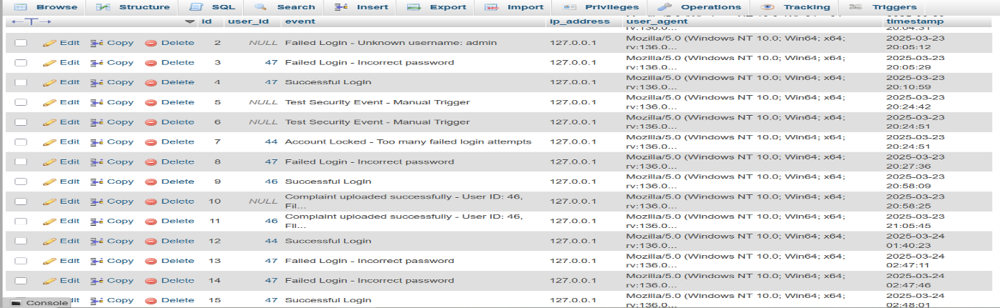 Browse Structure SQL Search Insert Export Import Privileges Operations Tracking Triggers
id user_id event ip_address user_agent timestamp
rv:136.0... 20:04:31
Edit Copy Delete 2 NULL Failed Login - Unknown username: admin 127.0.0.1 Mozilla/5.0 (Windows NT 10.0; Win64; x64; 2025-03-23
rv:136.0... 20:05:12
Edit Copy Delete 3 47 Failed Login - Incorrect password 127.0.0.1 Mozilla/5.0 (Windows NT 10.0; Win64; x64; 2025-03-23
rv:136.0... 20:05:29
Edit Copy Delete 4 47 Successful Login 127.0.0.1 Mozilla/5.0 (Windows NT 10.0; Win64; x64; 2025-03-23
rv:136.0... 20:10:59
Edit Copy Delete 5 NULL Test Security Event - Manual Trigger 127.0.0.1 Mozilla/5.0 (Windows NT 10.0; Win64; x64; 2025-03-23
rv:136.0... 20:24:42
Edit Copy Delete 6 NULL Test Security Event - Manual Trigger 127.0.0.1 Mozilla/5.0 (Windows NT 10.0; Win64; x64; 2025-03-23
rv:136.0... 20:24:51
Edit Copy Delete 7 44 Account Locked - Too many failed login attempts 127.0.0.1 Mozilla/5.0 (Windows NT 10.0; Win64; x64; 2025-03-23
rv:136.0... 20:24:51
Edit Copy Delete 8 47 Failed Login - Incorrect password 127.0.0.1 Mozilla/5.0 (Windows NT 10.0; Win64; x64; 2025-03-23
rv:136.0... 20:27:36
Edit Copy Delete 9 46 Successful Login 127.0.0.1 Mozilla/5.0 (Windows NT 10.0; Win64; x64; 2025-03-23
rv:136.0... 20:58:09
Edit Copy Delete 10 NULL Complaint uploaded successfully - User ID: 46, 127.0.0.1 Mozilla/5.0 (Windows NT 10.0; Win64; x64; 2025-03-23
Fil... rv:136.0... 20:58:25
Edit Copy Delete 11 46 Complaint uploaded successfully - User ID: 46, 127.0.0.1 Mozilla/5.0 (Windows NT 10.0; Win64; x64; 2025-03-23
Fil... rv:136.0... 21:05:45
Edit Copy Delete 12 44 Successful Login 127.0.0.1 Mozilla/5.0 (Windows NT 10.0; Win64; x64; 2025-03-24
rv:136.0... 01:40:23
Edit Copy Delete 13 47 Failed Login - Incorrect password 127.0.0.1 Mozilla/5.0 (Windows NT 10.0; Win64; x64; 2025-03-24
rv:136.0... 02:47:11
Edit Copy Delete 14 47 Failed Login - Incorrect password 127.0.0.1 Mozilla/5.0 (Windows NT 10.0; Win64; x64; 2025-03-24
rv:136.0... 02:47:46
Console dit Copy Delete 15 47 Successful Login 127.0.0.1 Mozilla/5.0 (Windows NT 10.0; Win64; x64; 2025-03-24
rv:136.0... 02:48:01